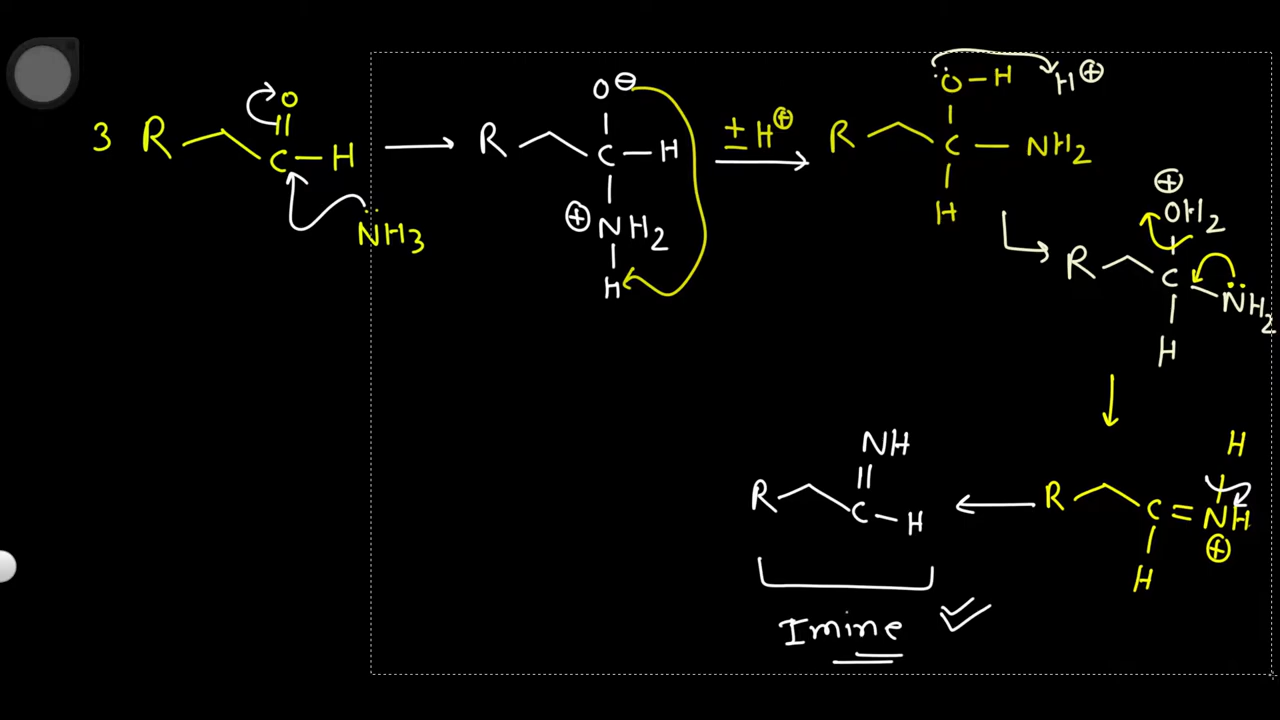 3 R C O H NH3
R C O ⊖ H ⊕ NH2 H
± H⊕
R C O-H H⊕ NH2 H
R C ⊕ OH2 NH2 H
R C = NH ⊕ H H
R C NH H
Imine